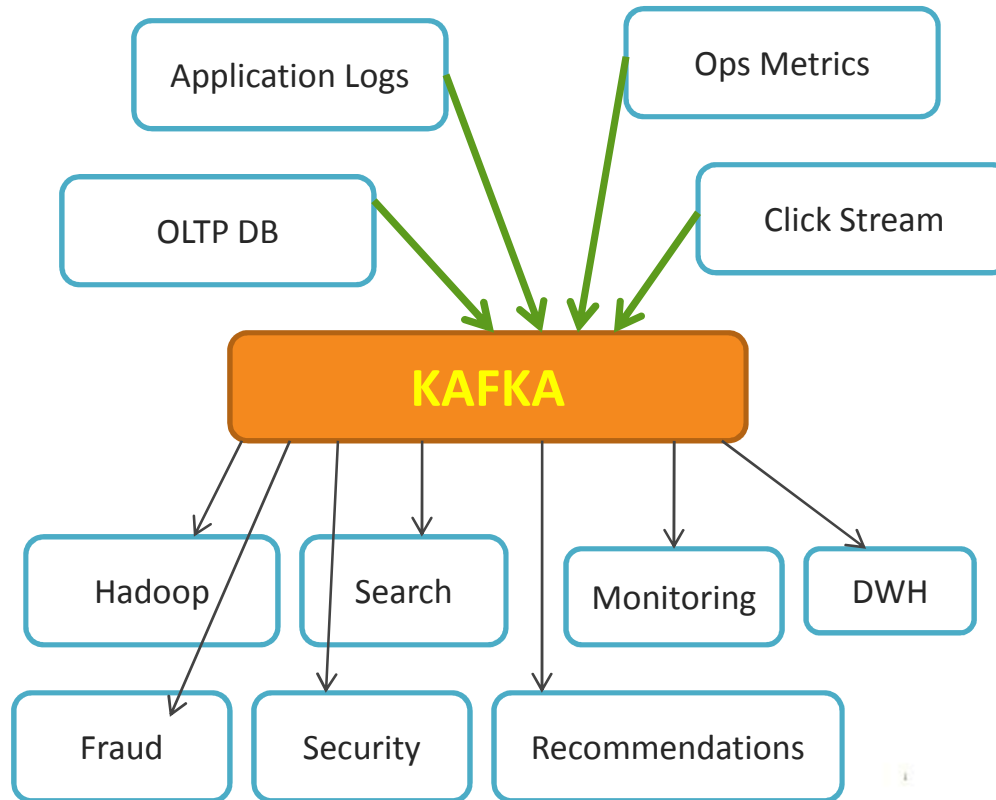 Application Logs
Ops Metrics
OLTP DB
Click Stream
KAFKA
Hadoop
Search
Monitoring
DWH
Fraud
Security
Recommendations